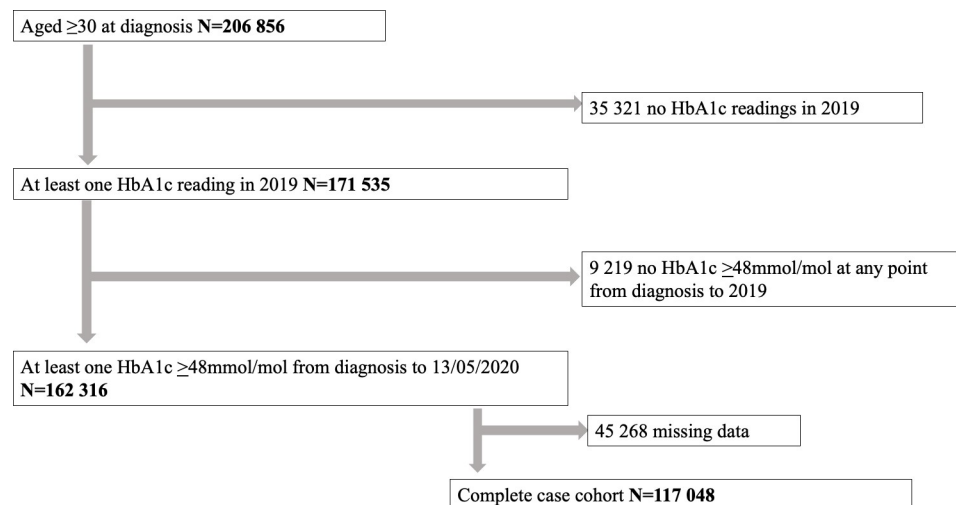 Aged ≥30 at diagnosis N=206 856
35 321 no HbA1c readings in 2019
At least one HbA1c reading in 2019 N=171 535
9 219 no HbA1c ≥48mmol/mol at any point
from diagnosis to 2019
At least one HbA1c ≥48mmol/mol from diagnosis to 13/05/2020
N=162 316
45 268 missing data
Complete case cohort N=117 048